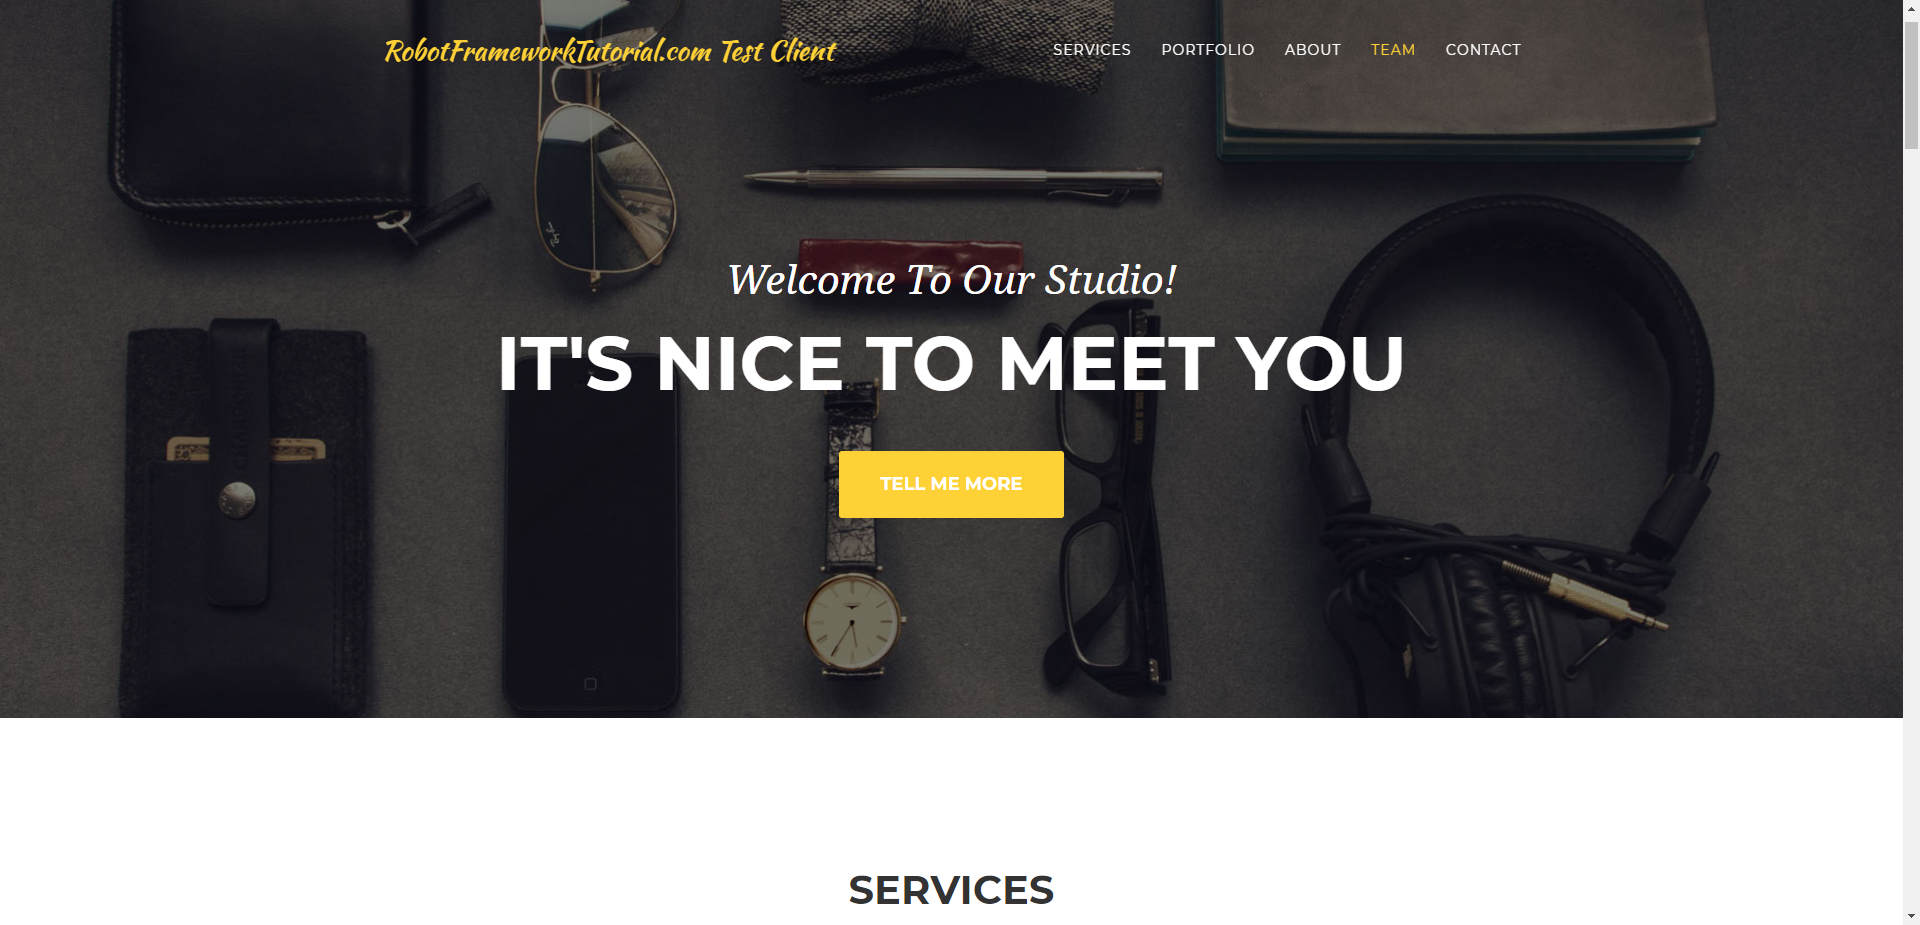 RobotFrameworkTutorial.com Test Client
SERVICES PORTFOLIO ABOUT TEAM CONTACT
Welcome To Our Studio!
IT'S NICE TO MEET YOU
TELL ME MORE
SERVICES